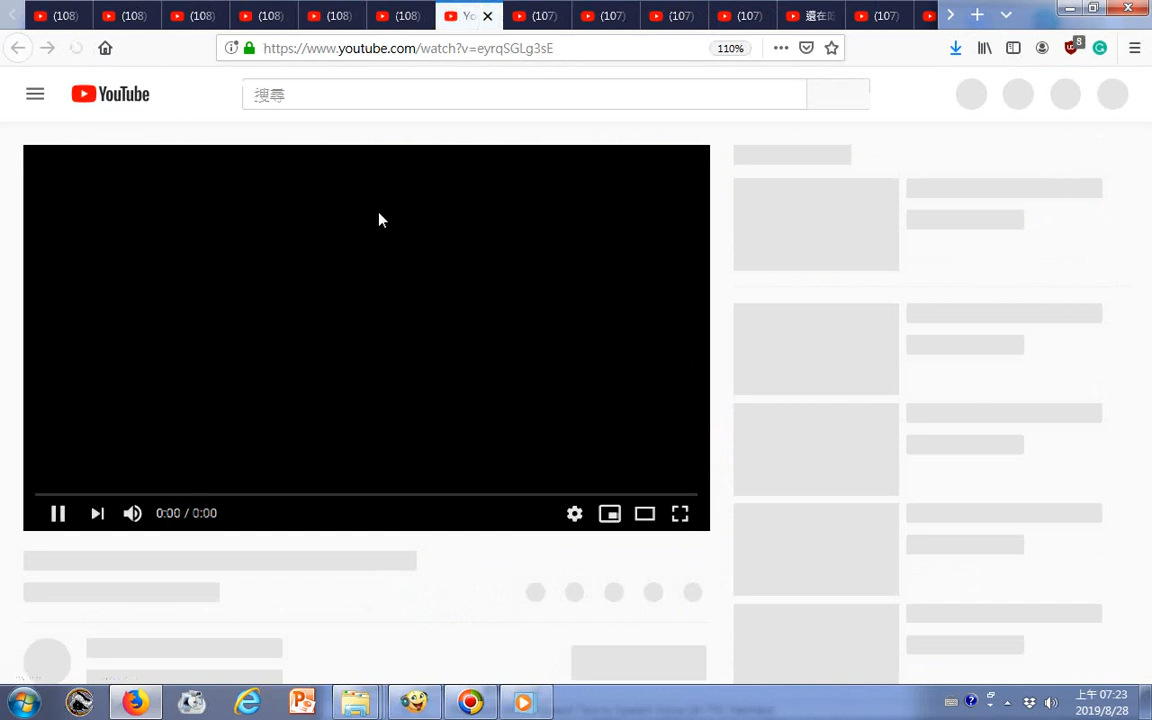 (108) (108) (108) (108) (108) (108) Yo (107) (107) (107) (107) 還在 (107)
https://www.youtube.com/watch?v=eyrqSGLg3sE 110% 8
YouTube 搜尋
0:00 / 0:00
上午 07:23
2019/8/28